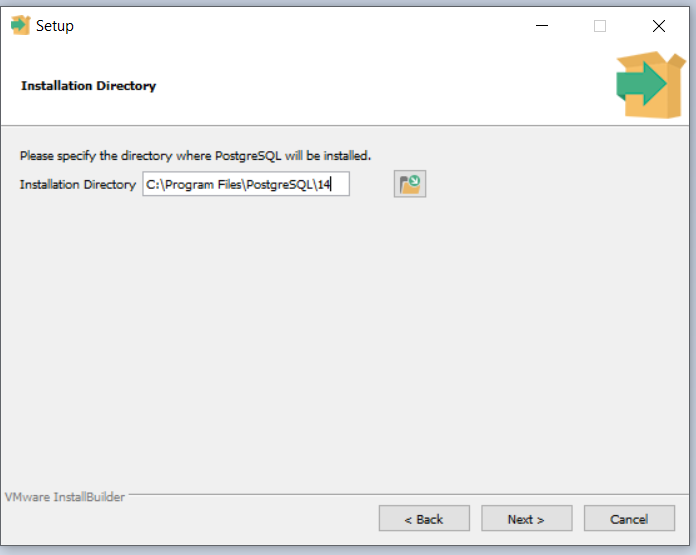 Setup
Installation Directory
Please specify the directory where PostgreSQL will be installed.
Installation Directory C:\Program Files\PostgreSQL\14
VMware InstallBuilder
< Back Next > Cancel